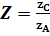 Z = z_C / z_A